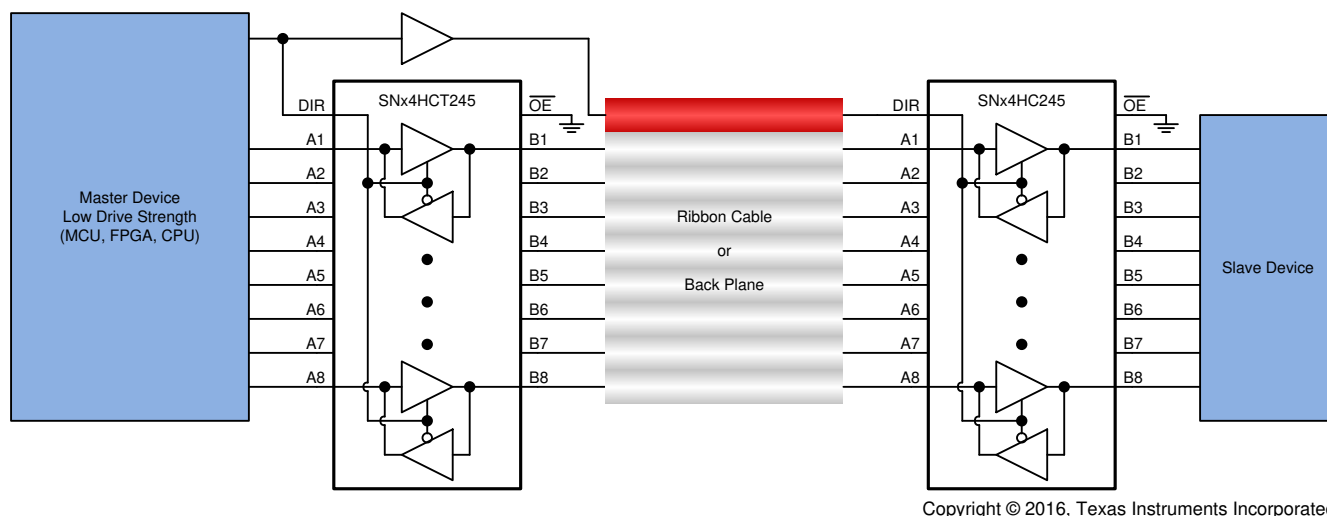 SNx4HCT245
SNx4HC245
DIR
OE
DIR
OE
A1
B1
A1
B1
A2
B2
A2
B2
A3
B3
A3
B3
A4
B4
A4
B4
A5
B5
A5
B5
A6
B6
A6
B6
A7
B7
A7
B7
A8
B8
A8
B8
Master Device
Low Drive Strength
(MCU, FPGA, CPU)
Ribbon Cable
or
Back Plane
Slave Device
Copyright © 2016, Texas Instruments Incorporated